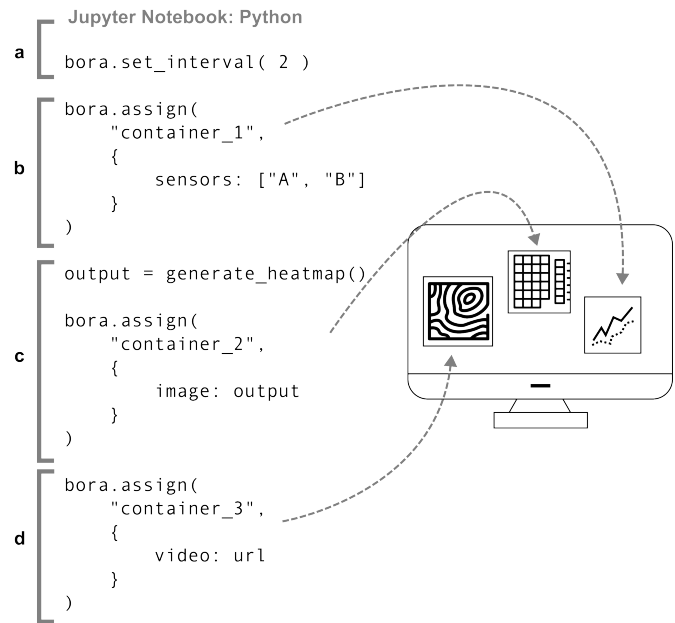 Jupyter Notebook: Python
a
bora.set_interval( 2 )
b
bora.assign(
"container_1",
{
sensors: ["A", "B"]
}
)
c
output = generate_heatmap()
bora.assign(
"container_2",
{
image: output
}
)
d
bora.assign(
"container_3",
{
video: url
}
)